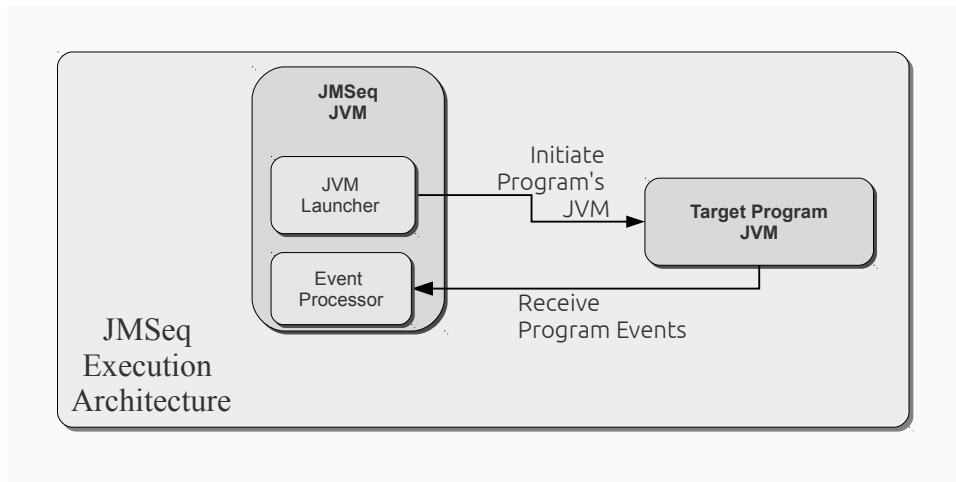 JMSeq
JVM
JVM
Launcher
Event
Processor
Initiate
Program's
JVM
Target Program
JVM
Receive
Program Events
JMSeq
Execution
Architecture